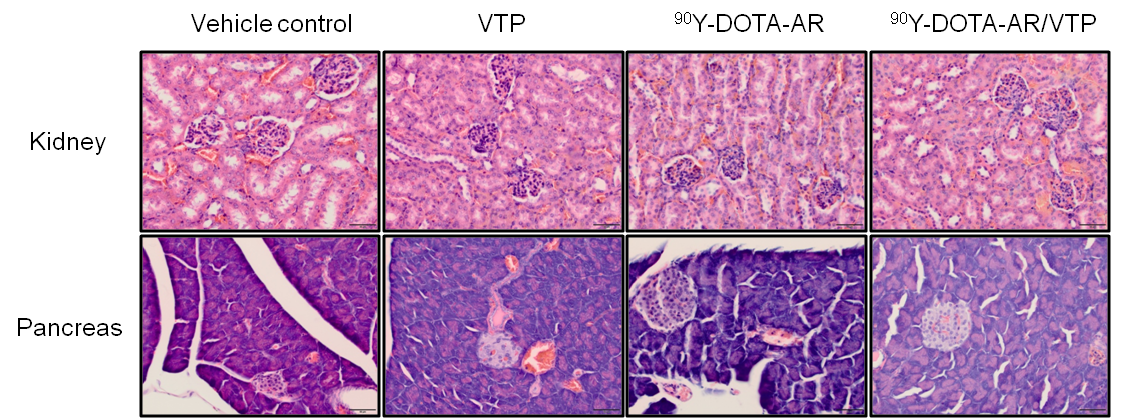 Vehicle control VTP ⁹⁰Y-DOTA-AR ⁹⁰Y-DOTA-AR/VTP
Kidney
Pancreas